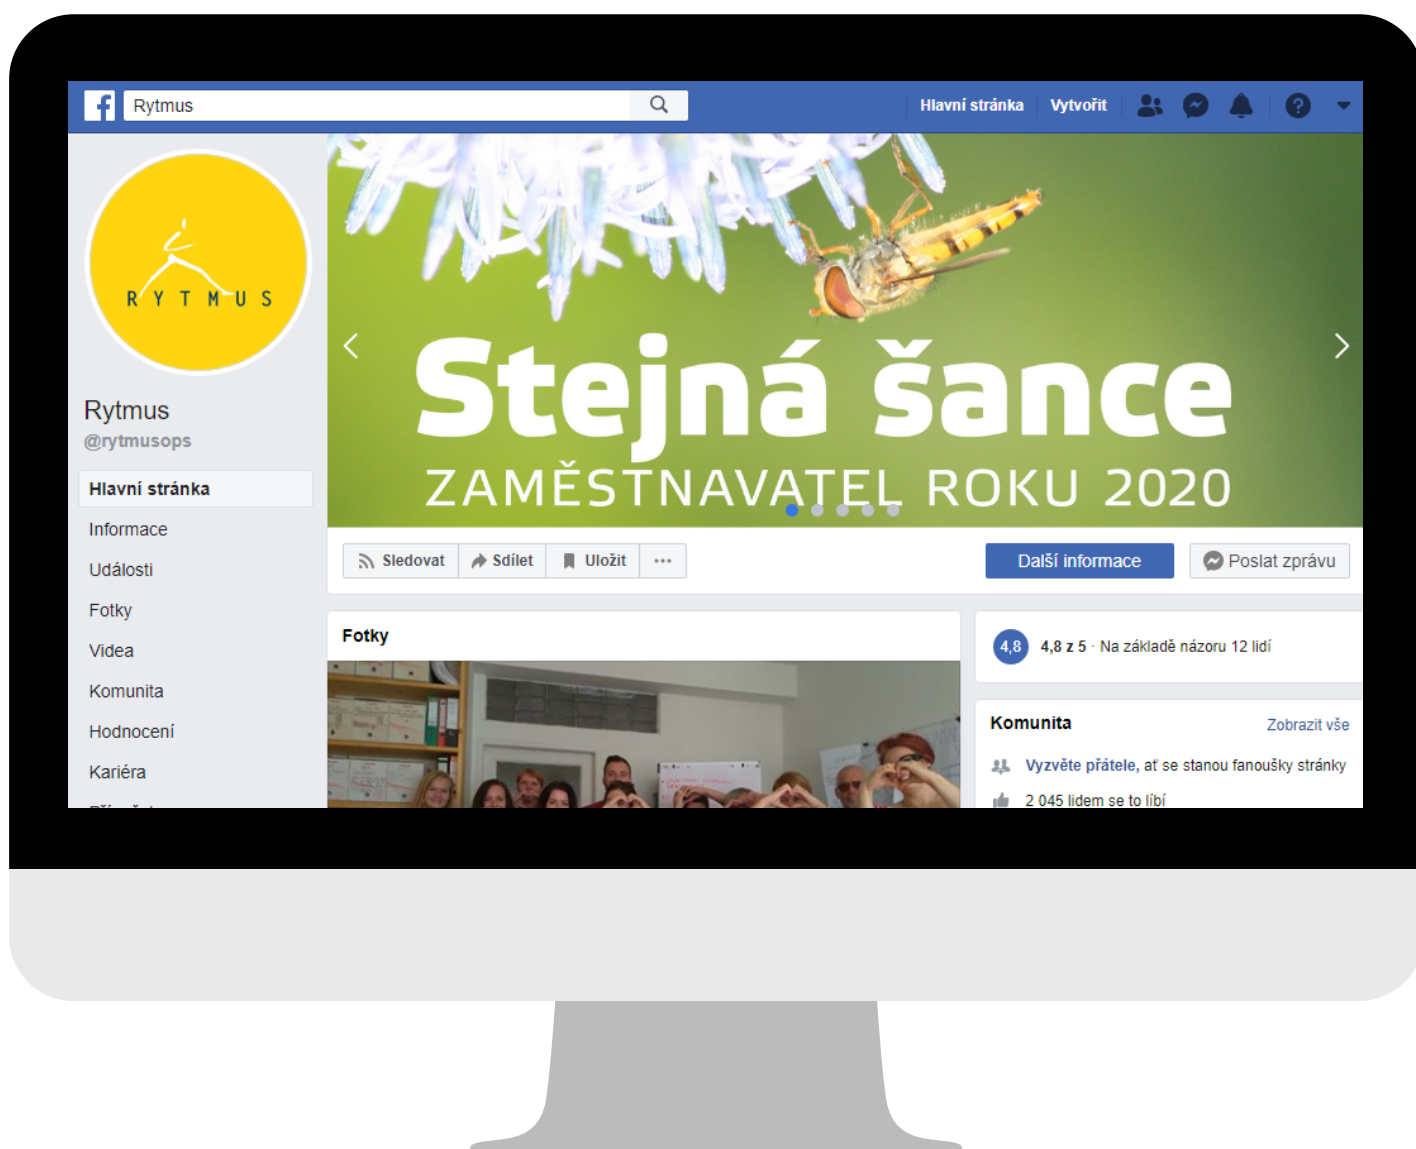 Rytmus
Hlavní stránka
Vytvořit
RYTMUS
Stejná šance
ZAMĚSTNAVATEL ROKU 2020
Rytmus
@rytmusops
Hlavní stránka
Informace
Události
Fotky
Videa
Komunita
Hodnocení
Kariéra
Sledovat
Sdílet
Uložit
Další informace
Poslat zprávu
Fotky
4,8
4,8 z 5 · Na základě názoru 12 lidí
Komunita
Zobrazit vše
Vyzvěte přátele, ať se stanou fanoušky stránky
2 045 lidem se to líbí